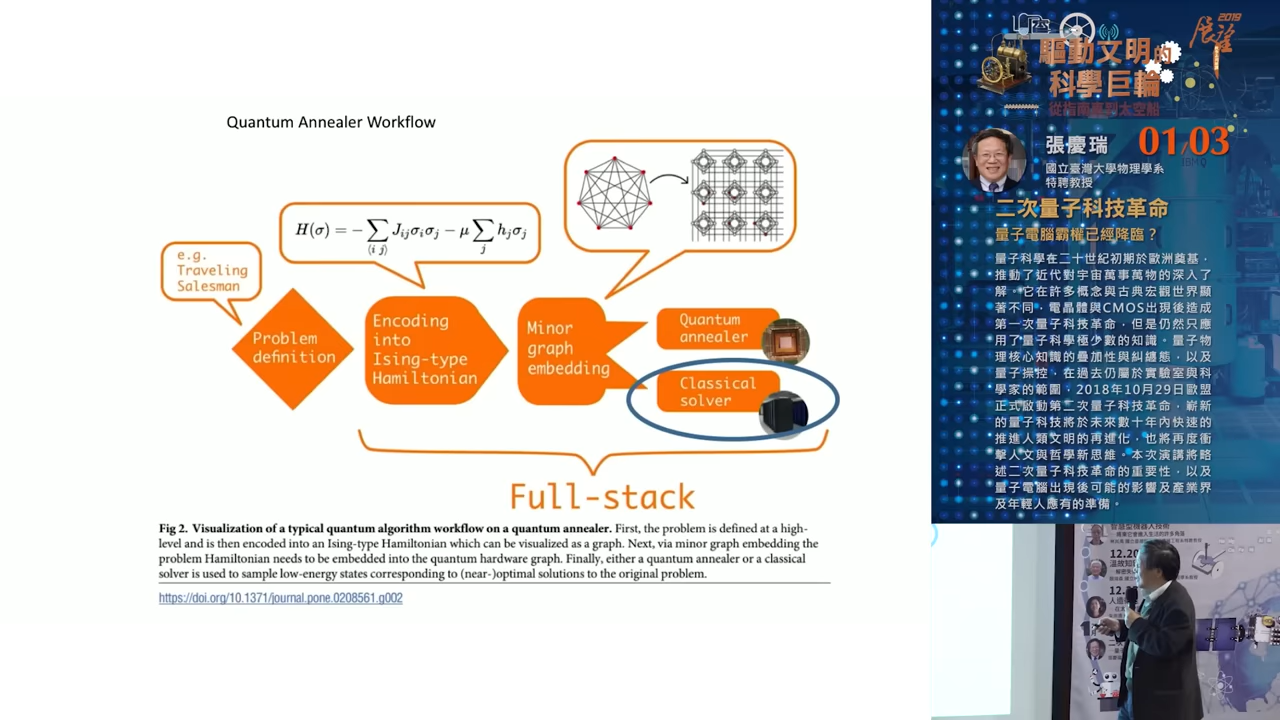 Quantum Annealer Workflow
e.g.
Traveling
Salesman
H(σ) = − ∑⟨i j⟩ Jijσiσj − μ ∑j hjσj
Problem
definition
Encoding
into
Ising-type
Hamiltonian
Minor
graph
embedding
Quantum
annealer
Classical
solver
Full-stack
Fig 2. Visualization of a typical quantum algorithm workflow on a quantum annealer. First, the problem is defined at a high-
level and is then encoded into an Ising-type Hamiltonian which can be visualized as a graph. Next, via minor graph embedding the
problem Hamiltonian needs to be embedded into the quantum hardware graph. Finally, either a quantum annealer or a classical
solver is used to sample low-energy states corresponding to (near-)optimal solutions to the original problem.
https://doi.org/10.1371/journal.pone.0208561.g002
2019
展望
驅動文明的
科學巨輪
從指南車到太空船
張慶瑞
01/03
國立臺灣大學物理學系
特聘教授
二次量子科技革命
量子電腦霸權已經降臨？
量子科學在二十世紀初期於歐洲奠基，
推動了近代對宇宙萬事萬物的深入了
解。它在許多概念與古典宏觀世界顯
著不同，電晶體與CMOS出現後造成
第一次量子科技革命，但是仍然只應
用了量子科學極少數的知識。量子物
理核心知識的疊加性與糾纏態，以及
量子操控，在過去仍屬於實驗室與科
學家的範圍，2018年10月29日歐盟
正式啟動第二次量子科技革命，嶄新
的量子科技將於未來數十年內快速的
推進人類文明的再進化，也將再度衝
擊人文與哲學新思維。本次演講將略
述二次量子科技革命的重要性，以及
量子電腦出現後可能的影響及產業界
及年輕人應有的準備。
智慧型機器人技術
12.20